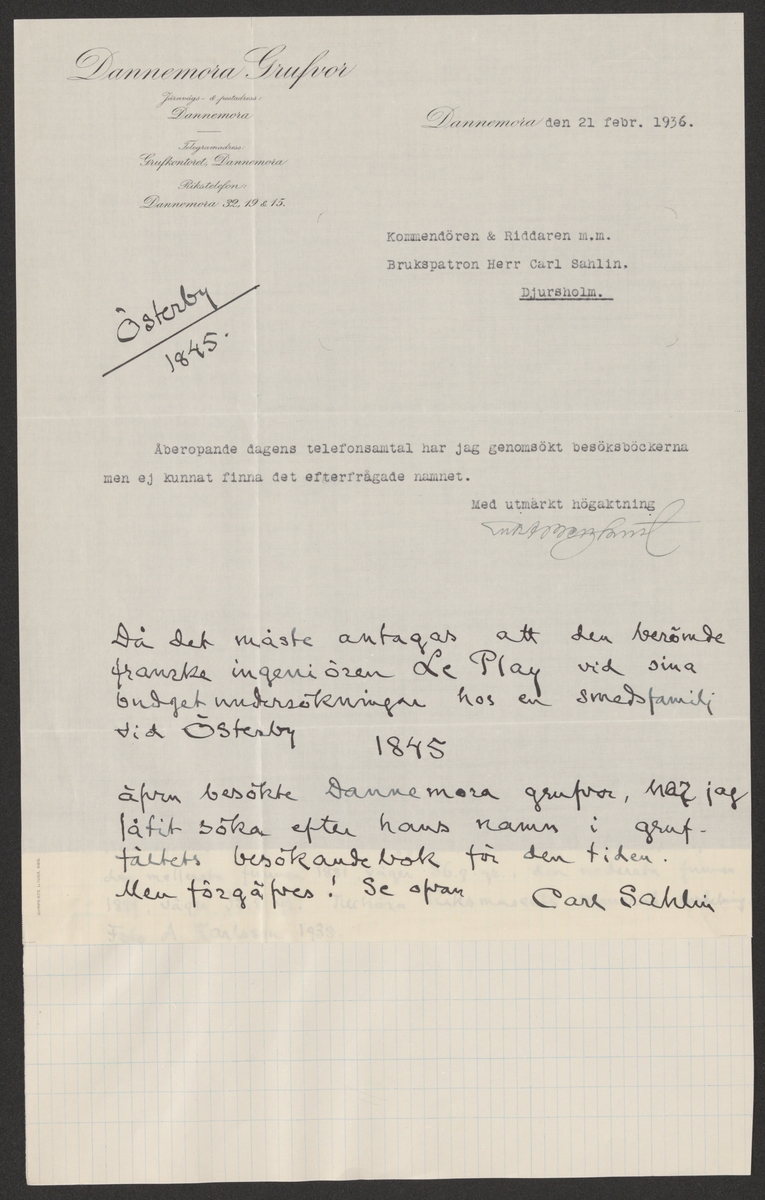 Dannemora Grufvor
Järnvägs- & postadress:
Dannemora
Telegramadress:
Grufkontoret, Dannemora
Rikstelefon:
Dannemora 32, 19 & 15.
Dannemora den 21 febr. 1936.
Kommendören & Riddaren m.m.
Brukspatron Herr Carl Sahlin.
Djursholm.
Österby
1845.
Åberopande dagens telefonsamtal har jag genomsökt besöksböckerna
men ej kunnat finna det efterfrågade namnet.
Med utmärkt högaktning
Då det måste antagas att den berömde
franske ingeniören Le Play vid sina
budgetundersökningar hos en smedsfamilj
vid Österby 1845
äfven besökte Dannemora grufvor, har jag
låtit söka efter hans namn i gruf-
fältets besökandebok för den tiden.
Men förgäfves! Se ofvan
Carl Sahlin